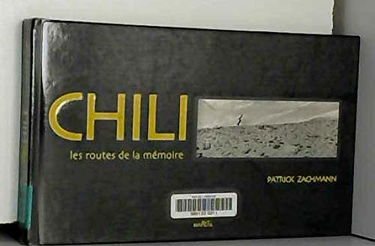 CHILI
les routes de la mémoire
PATRICK ZACHMANN